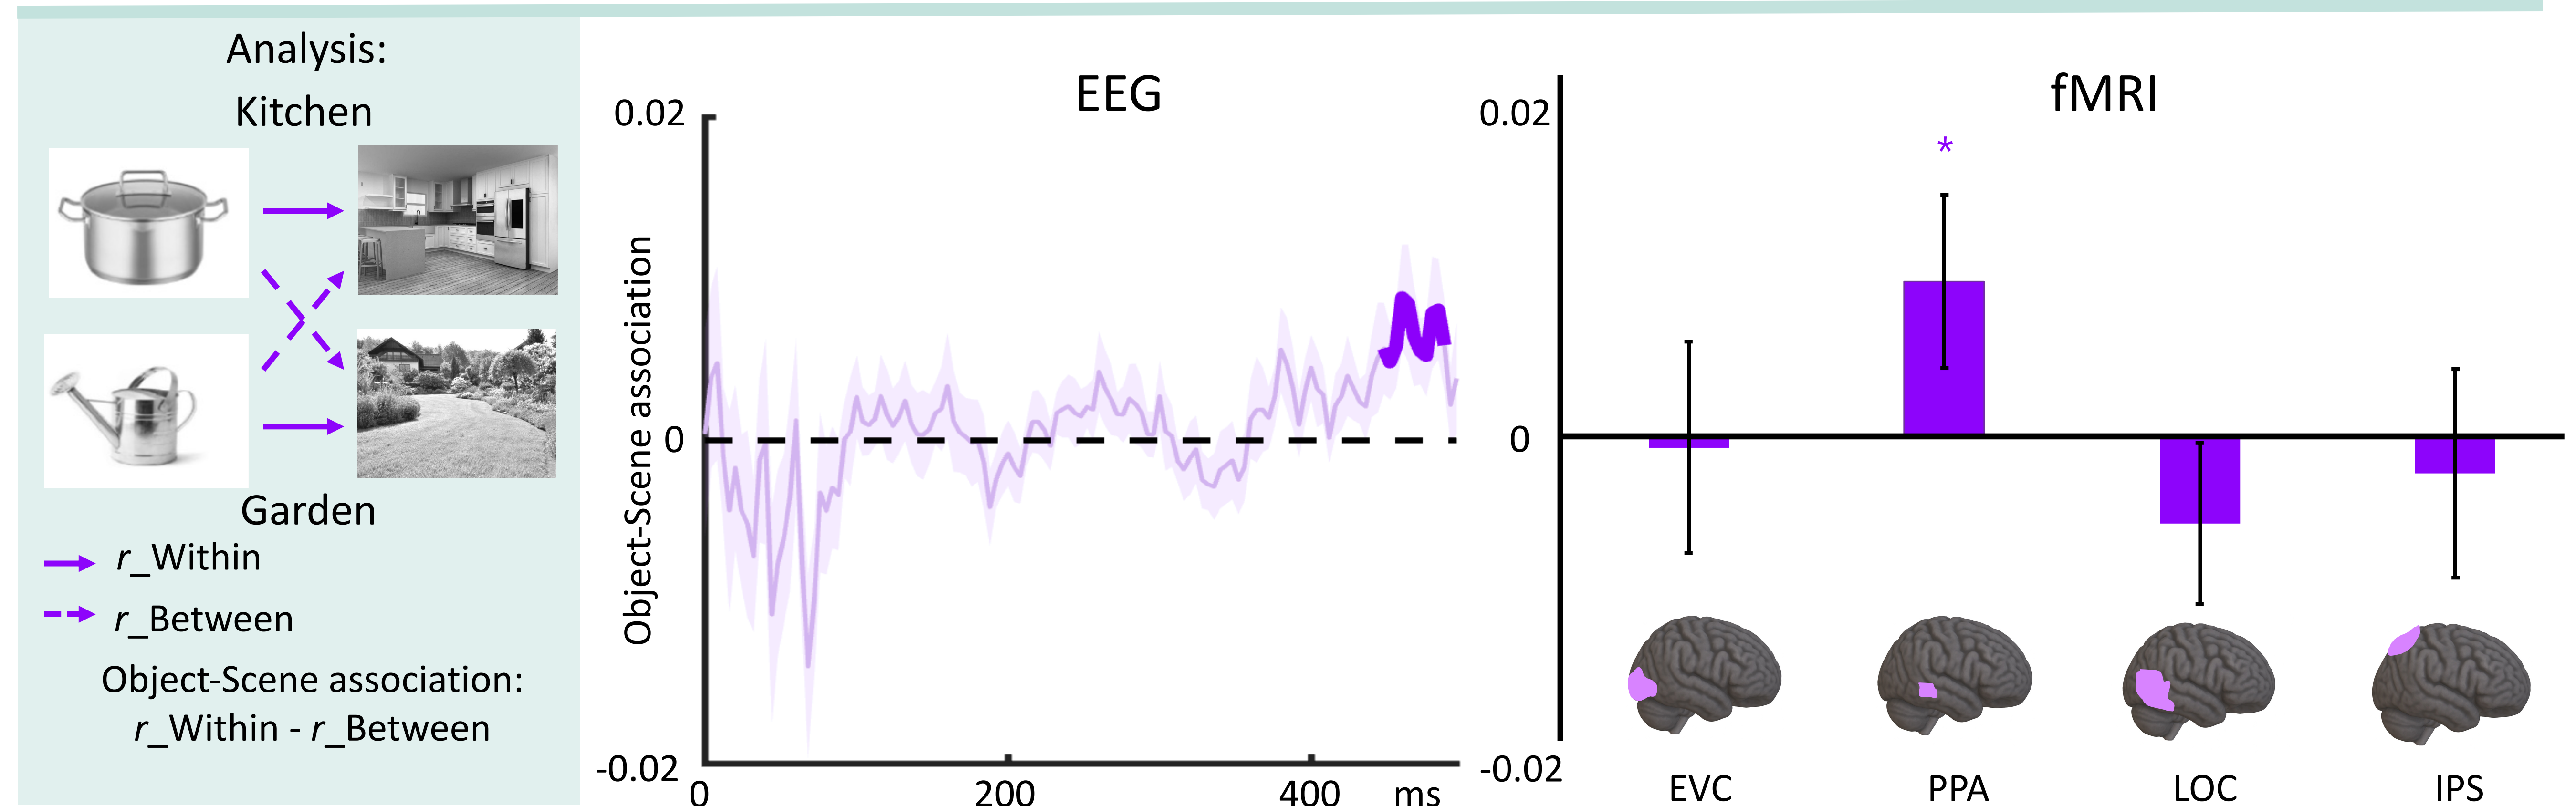 Analysis:
Kitchen
Garden
r_Within
r_Between
Object-Scene association:
r_Within - r_Between
EEG
0.02
0
-0.02
Object-Scene association
0
200
400
ms
fMRI
0.02
*
0
-0.02
EVC
PPA
LOC
IPS